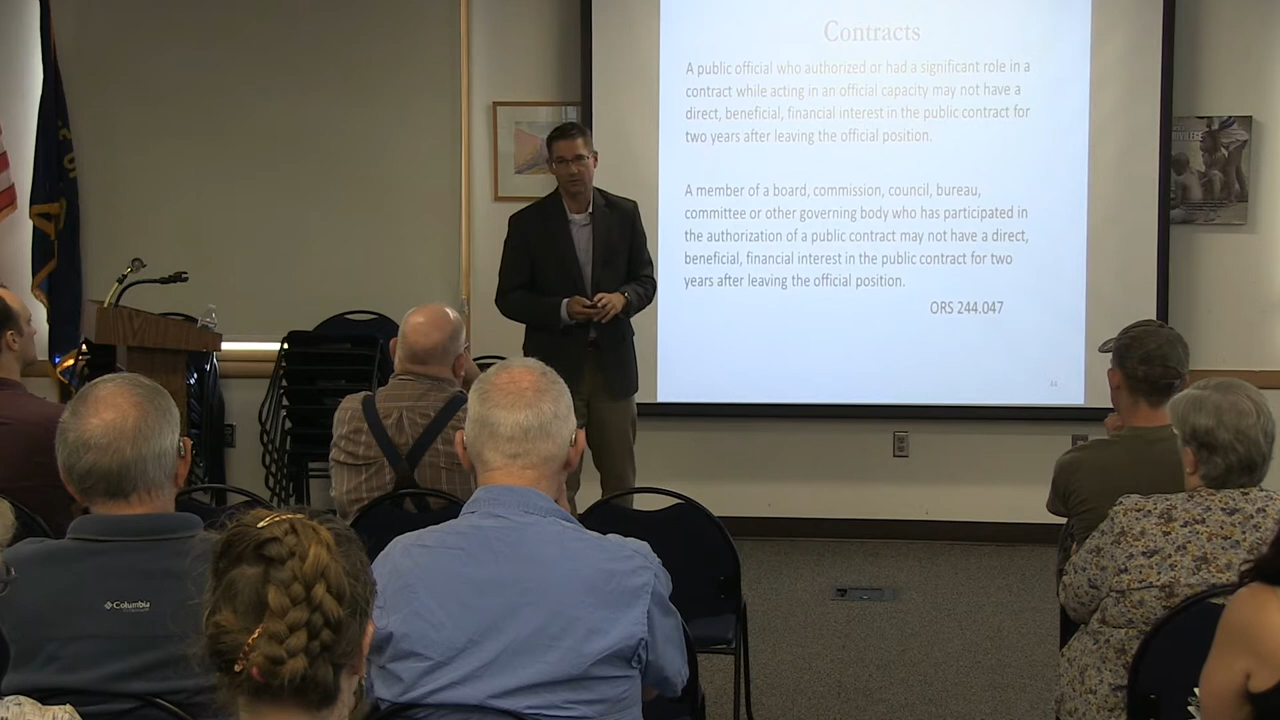 Contracts
A public official who authorized or had a significant role in a
contract while acting in an official capacity may not have a
direct, beneficial, financial interest in the public contract for
two years after leaving the official position.
A member of a board, commission, council, bureau,
committee or other governing body who has participated in
the authorization of a public contract may not have a direct,
beneficial, financial interest in the public contract for two
years after leaving the official position.
ORS 244.047
44
Columbia